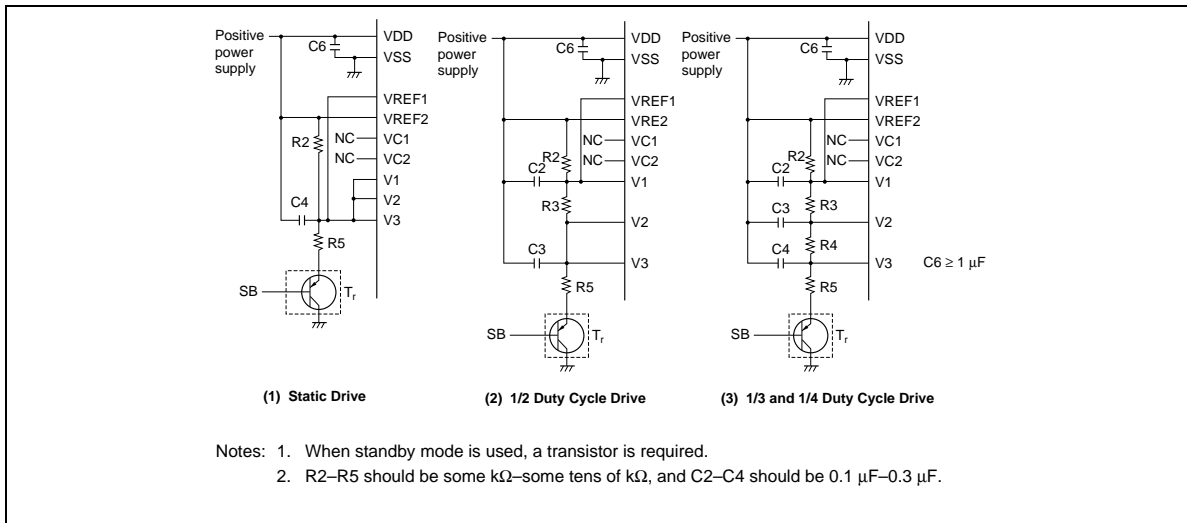 Positive
power
supply
C6
VDD
VSS
VREF1
VREF2
R2
NC
VC1
NC
VC2
V1
V2
C4
V3
R5
SB
Tr
(1) Static Drive
Positive
power
supply
C6
VDD
VSS
VREF1
VRE2
NC
VC1
R2
NC
VC2
C2
V1
R3
V2
C3
V3
R5
SB
Tr
(2) 1/2 Duty Cycle Drive
Positive
power
supply
C6
VDD
VSS
VREF1
VREF2
NC
VC1
R2
NC
VC2
C2
V1
R3
C3
V2
R4
C4
V3
R5
SB
Tr
C6 ≥ 1 µF
(3) 1/3 and 1/4 Duty Cycle Drive
Notes: 1. When standby mode is used, a transistor is required.
2. R2–R5 should be some kΩ–some tens of kΩ, and C2–C4 should be 0.1 µF–0.3 µF.